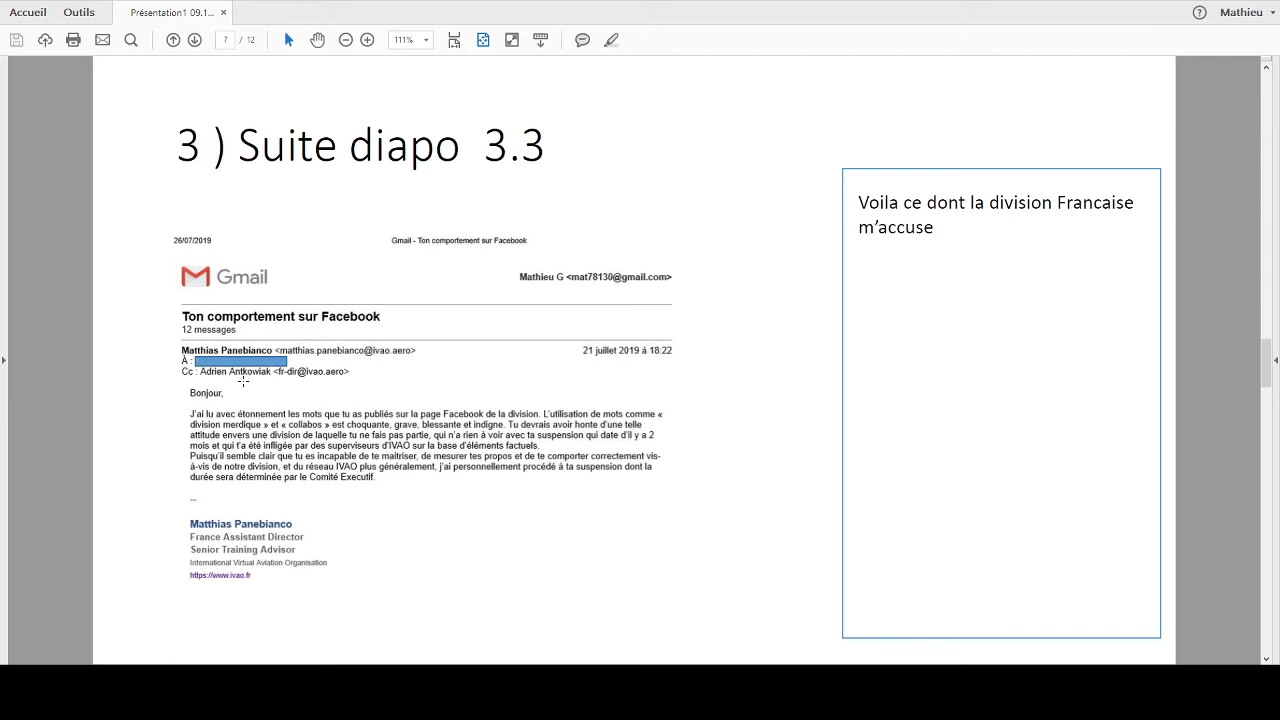 Accueil Outils Présentation1 09.1... × Mathieu
7 / 12 111%
3 ) Suite diapo 3.3
Voila ce dont la division Francaise
m’accuse
26/07/2019 Gmail - Ton comportement sur Facebook
Gmail Mathieu G <mat78130@gmail.com>
Ton comportement sur Facebook
12 messages
Matthias Panebianco <matthias.panebianco@ivao.aero> 21 juillet 2019 à 18:22
À :
Cc : Adrien Antkowiak <fr-dir@ivao.aero>
Bonjour,
J'ai lu avec étonnement les mots que tu as publiés sur la page Facebook de la division. L'utilisation de mots comme «
division merdique » et « collabos » est choquante, grave, blessante et indigne. Tu devrais avoir honte d'une telle
attitude envers une division de laquelle tu ne fais pas partie, qui n'a rien à voir avec ta suspension qui date d'il y a 2
mois et qui t'a été infligée par des superviseurs d'IVAO sur la base d'éléments factuels.
Puisqu'il semble clair que tu es incapable de te maitriser, de mesurer tes propos et de te comporter correctement vis-
à-vis de notre division, et du réseau IVAO plus généralement, j'ai personnellement procédé à ta suspension dont la
durée sera déterminée par le Comité Executif.
--
Matthias Panebianco
France Assistant Director
Senior Training Advisor
International Virtual Aviation Organisation
https://www.ivao.fr